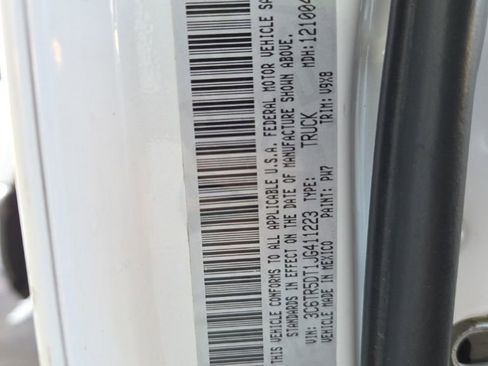 THIS VEHICLE CONFORMS TO ALL APPLICABLE U.S.A. FEDERAL MOTOR VEHICLE SA
STANDARDS IN EFFECT ON THE DATE OF MANUFACTURE SHOWN ABOVE.
VIN: 3C6TR5DT1JG411223 TYPE: TRUCK MDH: 121004
VEHICLE MADE IN MEXICO PAINT: PW7 TRIM: V9X8